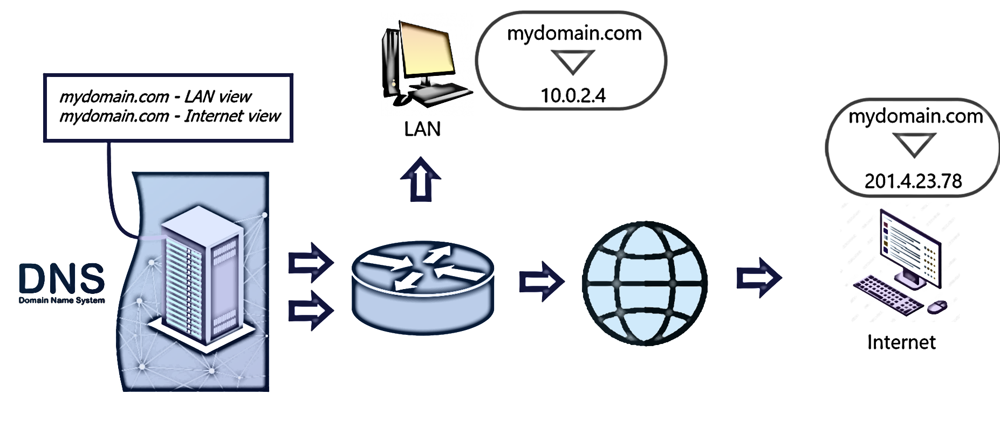 mydomain.com
10.0.2.4
LAN
mydomain.com - LAN view
mydomain.com - Internet view
mydomain.com
201.4.23.78
Internet
DNS
Domain Name System